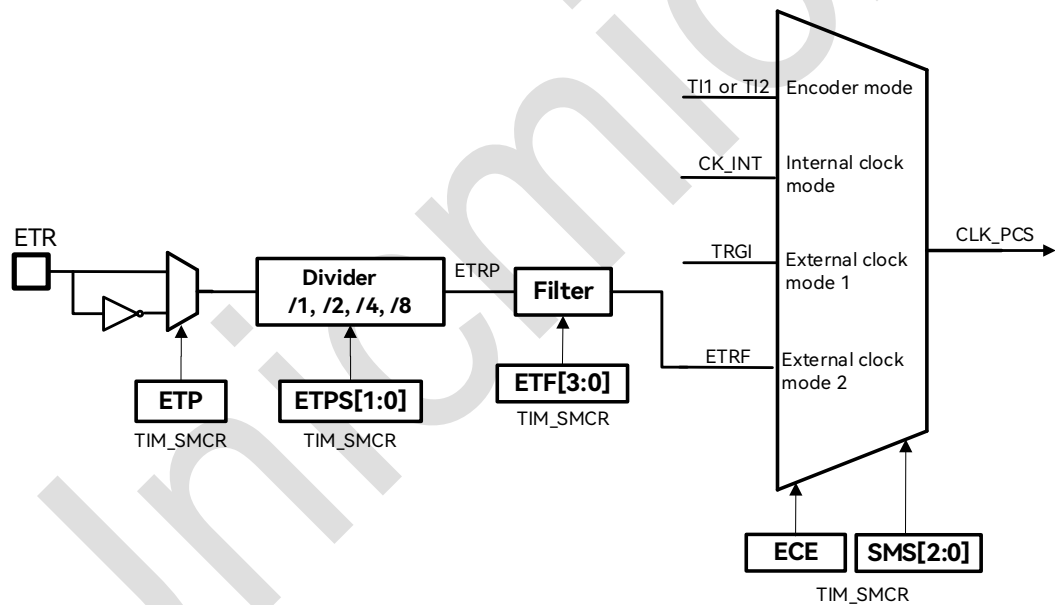 TI1 or TI2
Encoder mode
CK_INT
Internal clock
mode
ETR
CLK_PCS
TRGI
External clock
mode 1
Divider
/1, /2, /4, /8
ETRP
Filter
ETRF
External clock
mode 2
ETP
ETPS[1:0]
ETF[3:0]
TIM_SMCR
TIM_SMCR
TIM_SMCR
ECE
SMS[2:0]
TIM_SMCR